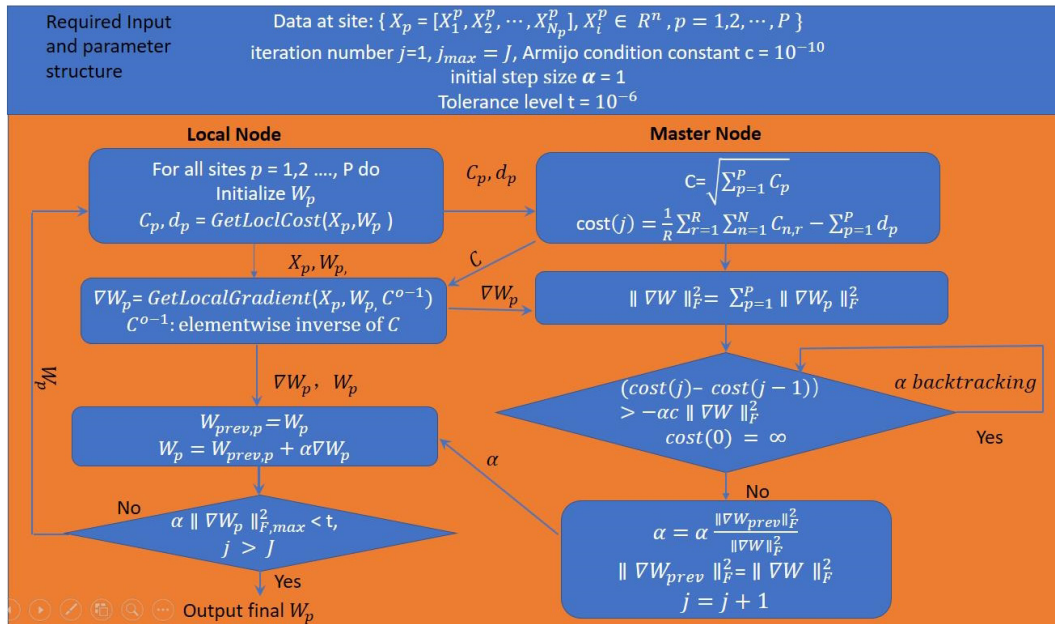 Required Input
and parameter
structure
Data at site: { X_p = [X_1^p, X_2^p, ⋯, X_{N_p}^p], X_i^p ∈ R^n , p = 1,2, ⋯, P }
iteration number j=1, j_{max} = J, Armijo condition constant c = 10^{-10}
initial step size α = 1
Tolerance level t = 10^{-6}
Local Node
Master Node
For all sites p = 1,2 …., P do
Initialize W_p
C_p, d_p = GetLoclCost(X_p,W_p )
C_p, d_p
C=√(∑_{p=1}^P C_p)
cost(j) = 1/R ∑_{r=1}^R ∑_{n=1}^N C_{n,r} − ∑_{p=1}^P d_p
X_p, W_p,
C
∇W_p= GetLocalGradient(X_p, W_p, C^{o−1})
C^{o−1}: elementwise inverse of C
∇W_p
‖ ∇W ‖_F^2= ∑_{p=1}^P ‖ ∇W_p ‖_F^2
W_p
∇W_p, W_p
(cost(j)– cost(j − 1))
> −αc ‖ ∇W ‖_F^2
cost(0) = ∞
α backtracking
Yes
W_{prev,p}=W_p
W_p = W_{prev,p} + α∇W_p
α
No
No
α ‖ ∇W_p ‖_{F,max}^2 < t,
j > J
α = α ‖∇W_{prev}‖_F^2 / ‖∇W‖_F^2
‖ ∇W_{prev} ‖_F^2=‖ ∇W ‖_F^2
j = j + 1
Yes
Output final W_p